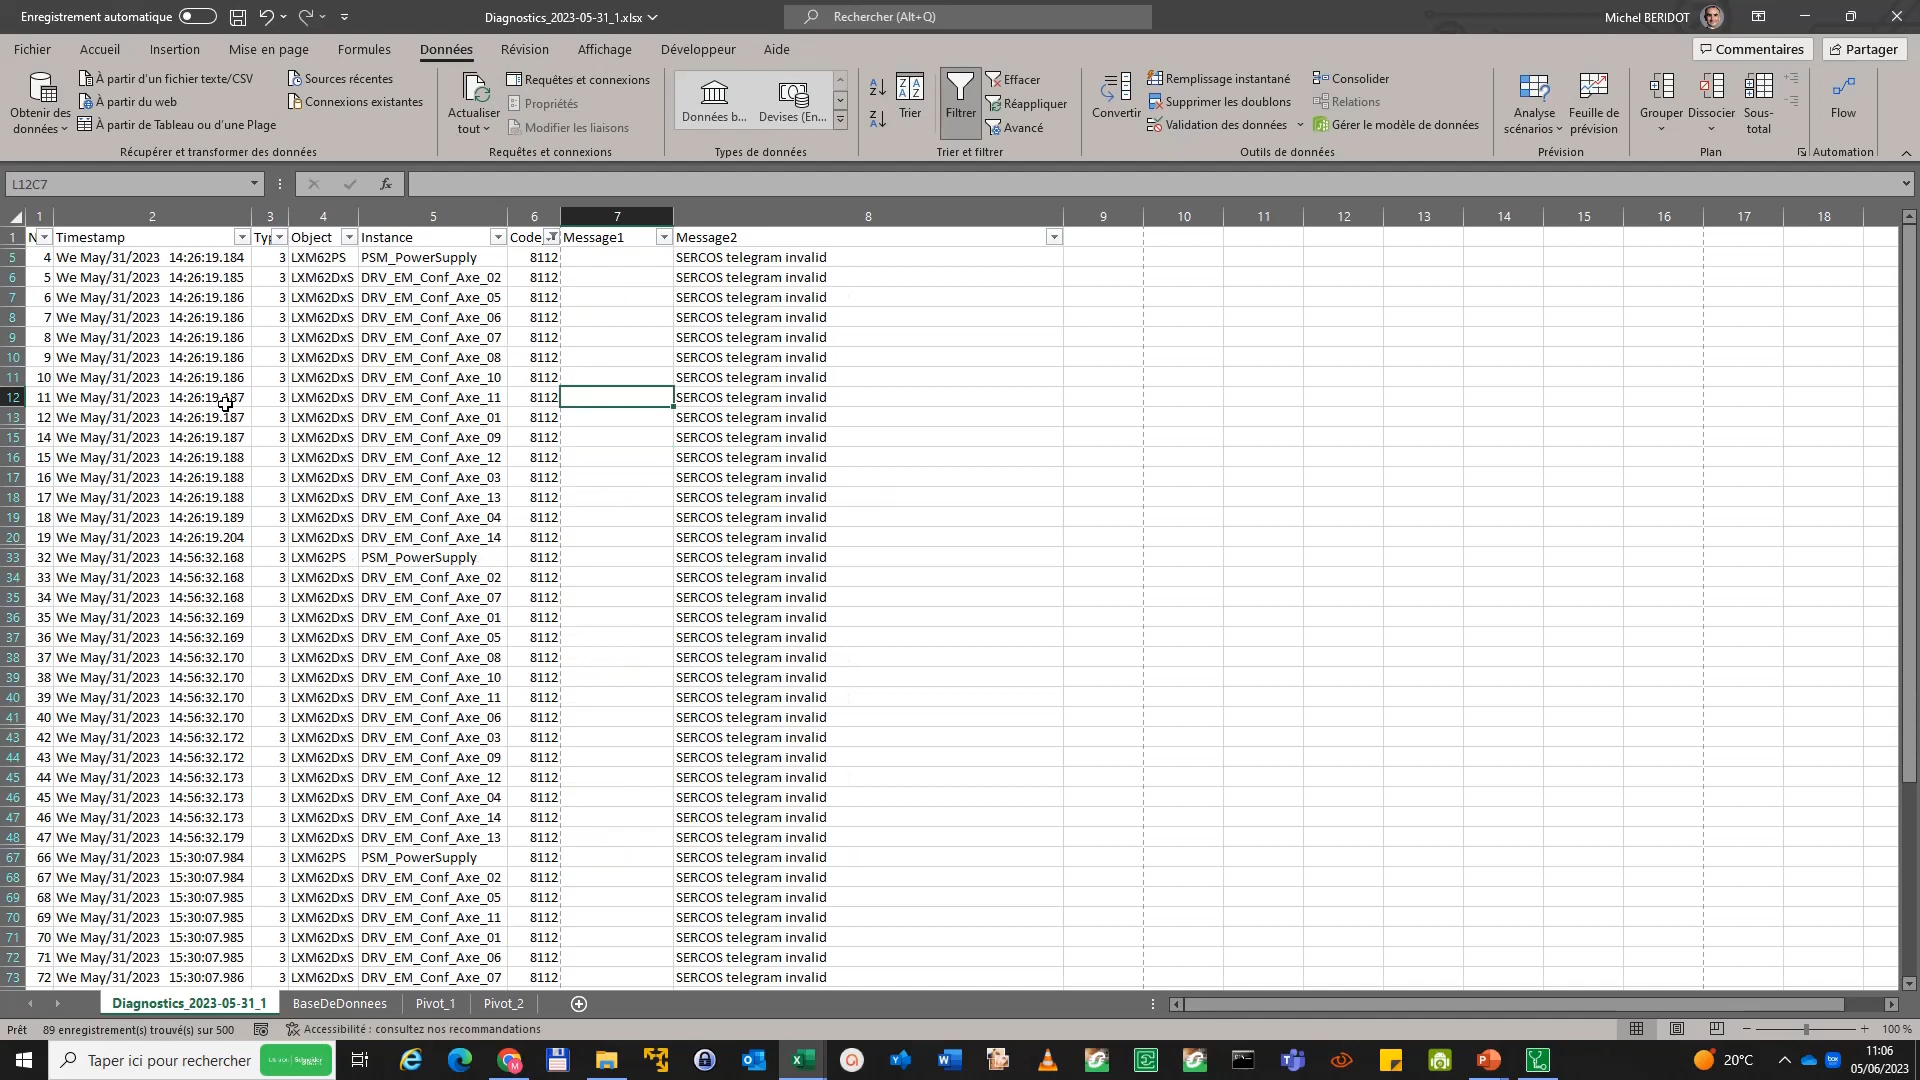 Enregistrement automatique Diagnostics_2023-05-31_1.xlsx Rechercher (Alt+Q) Michel BERIDOT
Fichier Accueil Insertion Mise en page Formules Données Révision Affichage Développeur Aide Commentaires Partager
Obtenir des données
À partir d'un fichier texte/CSV
À partir du web
À partir de Tableau ou d'une Plage
Sources récentes
Connexions existantes
Récupérer et transformer des données
Actualiser tout
Requêtes et connexions
Propriétés
Modifier les liaisons
Requêtes et connexions
Données b...
Devises (En...
Types de données
Trier
Filtrer
Effacer
Réappliquer
Avancé
Trier et filtrer
Convertir
Remplissage instantané
Supprimer les doublons
Validation des données
Consolider
Relations
Gérer le modèle de données
Outils de données
Analyse scénarios
Feuille de prévision
Prévision
Grouper
Dissocier
Sous-total
Plan
Flow
Automation
L12C7 fx
1 2 3 4 5 6 7 8 9 10 11 12 13 14 15 16 17 18
1 N Timestamp Typ Object Instance Code Message1 Message2
5 4 We May/31/2023 14:26:19.184 3 LXM62PS PSM_PowerSupply 8112 SERCOS telegram invalid
6 5 We May/31/2023 14:26:19.185 3 LXM62DxS DRV_EM_Conf_Axe_02 8112 SERCOS telegram invalid
7 6 We May/31/2023 14:26:19.186 3 LXM62DxS DRV_EM_Conf_Axe_05 8112 SERCOS telegram invalid
8 7 We May/31/2023 14:26:19.186 3 LXM62DxS DRV_EM_Conf_Axe_06 8112 SERCOS telegram invalid
9 8 We May/31/2023 14:26:19.186 3 LXM62DxS DRV_EM_Conf_Axe_07 8112 SERCOS telegram invalid
10 9 We May/31/2023 14:26:19.186 3 LXM62DxS DRV_EM_Conf_Axe_08 8112 SERCOS telegram invalid
11 10 We May/31/2023 14:26:19.186 3 LXM62DxS DRV_EM_Conf_Axe_10 8112 SERCOS telegram invalid
12 11 We May/31/2023 14:26:19.187 3 LXM62DxS DRV_EM_Conf_Axe_11 8112 SERCOS telegram invalid
13 12 We May/31/2023 14:26:19.187 3 LXM62DxS DRV_EM_Conf_Axe_01 8112 SERCOS telegram invalid
15 14 We May/31/2023 14:26:19.187 3 LXM62DxS DRV_EM_Conf_Axe_09 8112 SERCOS telegram invalid
16 15 We May/31/2023 14:26:19.188 3 LXM62DxS DRV_EM_Conf_Axe_12 8112 SERCOS telegram invalid
17 16 We May/31/2023 14:26:19.188 3 LXM62DxS DRV_EM_Conf_Axe_03 8112 SERCOS telegram invalid
18 17 We May/31/2023 14:26:19.188 3 LXM62DxS DRV_EM_Conf_Axe_13 8112 SERCOS telegram invalid
19 18 We May/31/2023 14:26:19.189 3 LXM62DxS DRV_EM_Conf_Axe_04 8112 SERCOS telegram invalid
20 19 We May/31/2023 14:26:19.204 3 LXM62DxS DRV_EM_Conf_Axe_14 8112 SERCOS telegram invalid
33 32 We May/31/2023 14:56:32.168 3 LXM62PS PSM_PowerSupply 8112 SERCOS telegram invalid
34 33 We May/31/2023 14:56:32.168 3 LXM62DxS DRV_EM_Conf_Axe_02 8112 SERCOS telegram invalid
35 34 We May/31/2023 14:56:32.168 3 LXM62DxS DRV_EM_Conf_Axe_07 8112 SERCOS telegram invalid
36 35 We May/31/2023 14:56:32.169 3 LXM62DxS DRV_EM_Conf_Axe_01 8112 SERCOS telegram invalid
37 36 We May/31/2023 14:56:32.169 3 LXM62DxS DRV_EM_Conf_Axe_05 8112 SERCOS telegram invalid
38 37 We May/31/2023 14:56:32.170 3 LXM62DxS DRV_EM_Conf_Axe_08 8112 SERCOS telegram invalid
39 38 We May/31/2023 14:56:32.170 3 LXM62DxS DRV_EM_Conf_Axe_10 8112 SERCOS telegram invalid
40 39 We May/31/2023 14:56:32.170 3 LXM62DxS DRV_EM_Conf_Axe_11 8112 SERCOS telegram invalid
41 40 We May/31/2023 14:56:32.170 3 LXM62DxS DRV_EM_Conf_Axe_06 8112 SERCOS telegram invalid
43 42 We May/31/2023 14:56:32.172 3 LXM62DxS DRV_EM_Conf_Axe_03 8112 SERCOS telegram invalid
44 43 We May/31/2023 14:56:32.172 3 LXM62DxS DRV_EM_Conf_Axe_09 8112 SERCOS telegram invalid
45 44 We May/31/2023 14:56:32.173 3 LXM62DxS DRV_EM_Conf_Axe_12 8112 SERCOS telegram invalid
46 45 We May/31/2023 14:56:32.173 3 LXM62DxS DRV_EM_Conf_Axe_04 8112 SERCOS telegram invalid
47 46 We May/31/2023 14:56:32.173 3 LXM62DxS DRV_EM_Conf_Axe_14 8112 SERCOS telegram invalid
48 47 We May/31/2023 14:56:32.179 3 LXM62DxS DRV_EM_Conf_Axe_13 8112 SERCOS telegram invalid
67 66 We May/31/2023 15:30:07.984 3 LXM62PS PSM_PowerSupply 8112 SERCOS telegram invalid
68 67 We May/31/2023 15:30:07.984 3 LXM62DxS DRV_EM_Conf_Axe_02 8112 SERCOS telegram invalid
69 68 We May/31/2023 15:30:07.985 3 LXM62DxS DRV_EM_Conf_Axe_05 8112 SERCOS telegram invalid
70 69 We May/31/2023 15:30:07.985 3 LXM62DxS DRV_EM_Conf_Axe_11 8112 SERCOS telegram invalid
71 70 We May/31/2023 15:30:07.985 3 LXM62DxS DRV_EM_Conf_Axe_01 8112 SERCOS telegram invalid
72 71 We May/31/2023 15:30:07.985 3 LXM62DxS DRV_EM_Conf_Axe_06 8112 SERCOS telegram invalid
73 72 We May/31/2023 15:30:07.986 3 LXM62DxS DRV_EM_Conf_Axe_07 8112 SERCOS telegram invalid
Diagnostics_2023-05-31_1 BaseDeDonnees Pivot_1 Pivot_2
Prêt 89 enregistrement(s) trouvé(s) sur 500 Accessibilité : consultez nos recommandations 100 %
Taper ici pour rechercher 20°C 11:06
05/06/2023